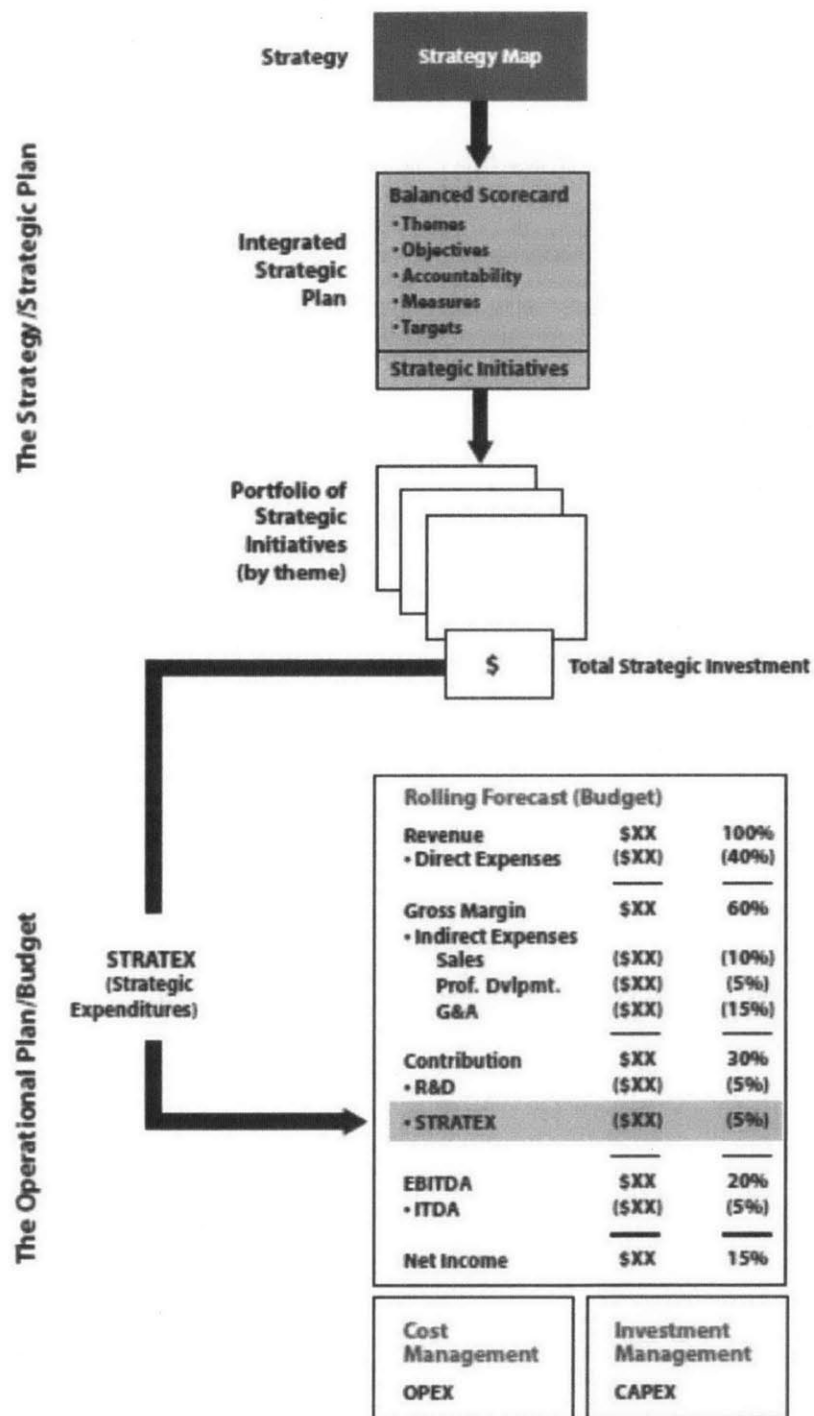 The Strategy/Strategic Plan
Strategy
Strategy Map
Integrated
Strategic
Plan
Balanced Scorecard
• Themes
• Objectives
• Accountability
• Measures
• Targets
Strategic Initiatives
Portfolio of
Strategic
Initiatives
(by theme)
$
Total Strategic Investment
The Operational Plan/Budget
STRATEX
(Strategic
Expenditures)
Rolling Forecast (Budget)
Revenue $XX 100%
• Direct Expenses ($XX) (40%)
Gross Margin $XX 60%
• Indirect Expenses
Sales ($XX) (10%)
Prof. Dvlpmt. ($XX) (5%)
G&A ($XX) (15%)
Contribution $XX 30%
• R&D ($XX) (5%)
• STRATEX ($XX) (5%)
EBITDA $XX 20%
• ITDA ($XX) (5%)
Net Income $XX 15%
Cost
Management
OPEX
Investment
Management
CAPEX